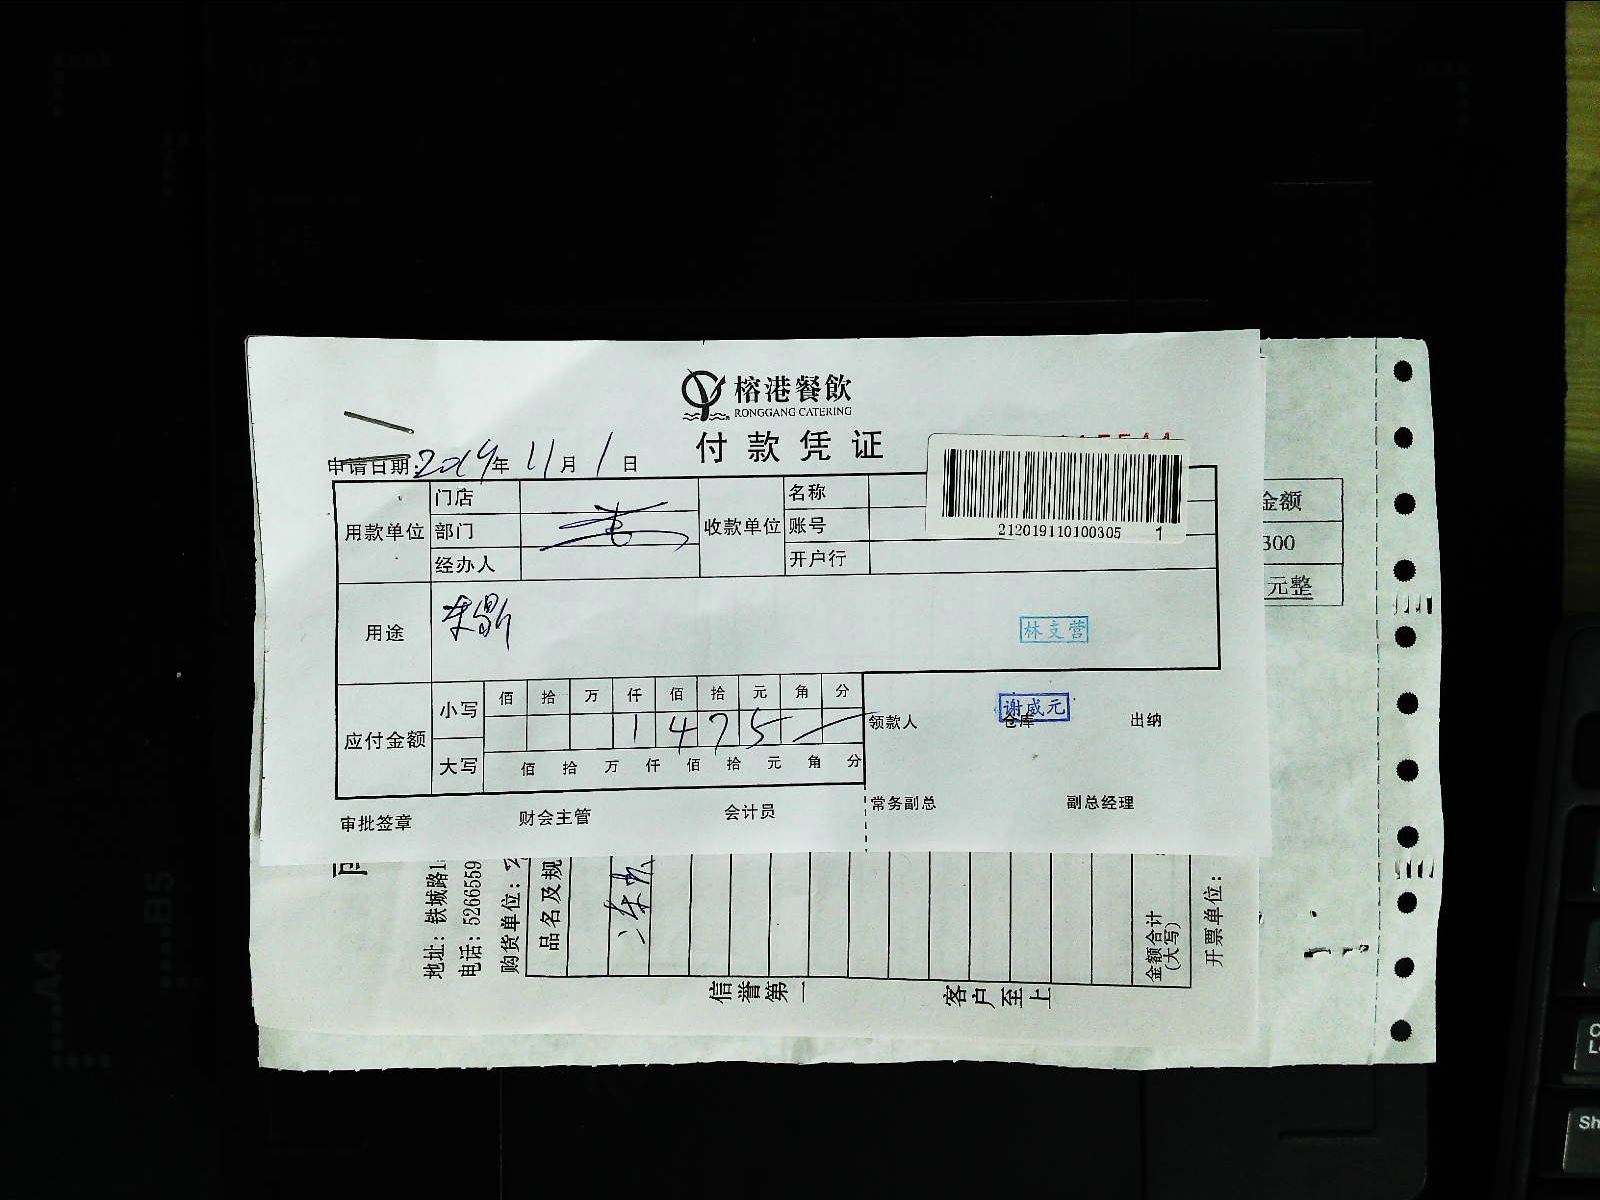 榕港餐飲
RONGGANG CATERING
付款凭证
申请日期: 2019年 11月 1日
用款单位 门店 收款单位 名称
部门 账号
经办人 开户行
212019110100305 1
用途
林支营
应付金额 小写 佰 拾 万 仟 佰 拾 元 角 分
1 4 7 5 —
大写 佰 拾 万 仟 佰 拾 元 角 分
领款人 仓库 出纳
谢威元
常务副总 副总经理
审批签章 财会主管 会计员
金额
300
元整
地址: 铁城路1
电话: 5266559
购货单位:
品名及规
金额合计
(大写)
开票单位:
信誉第一 客户至上